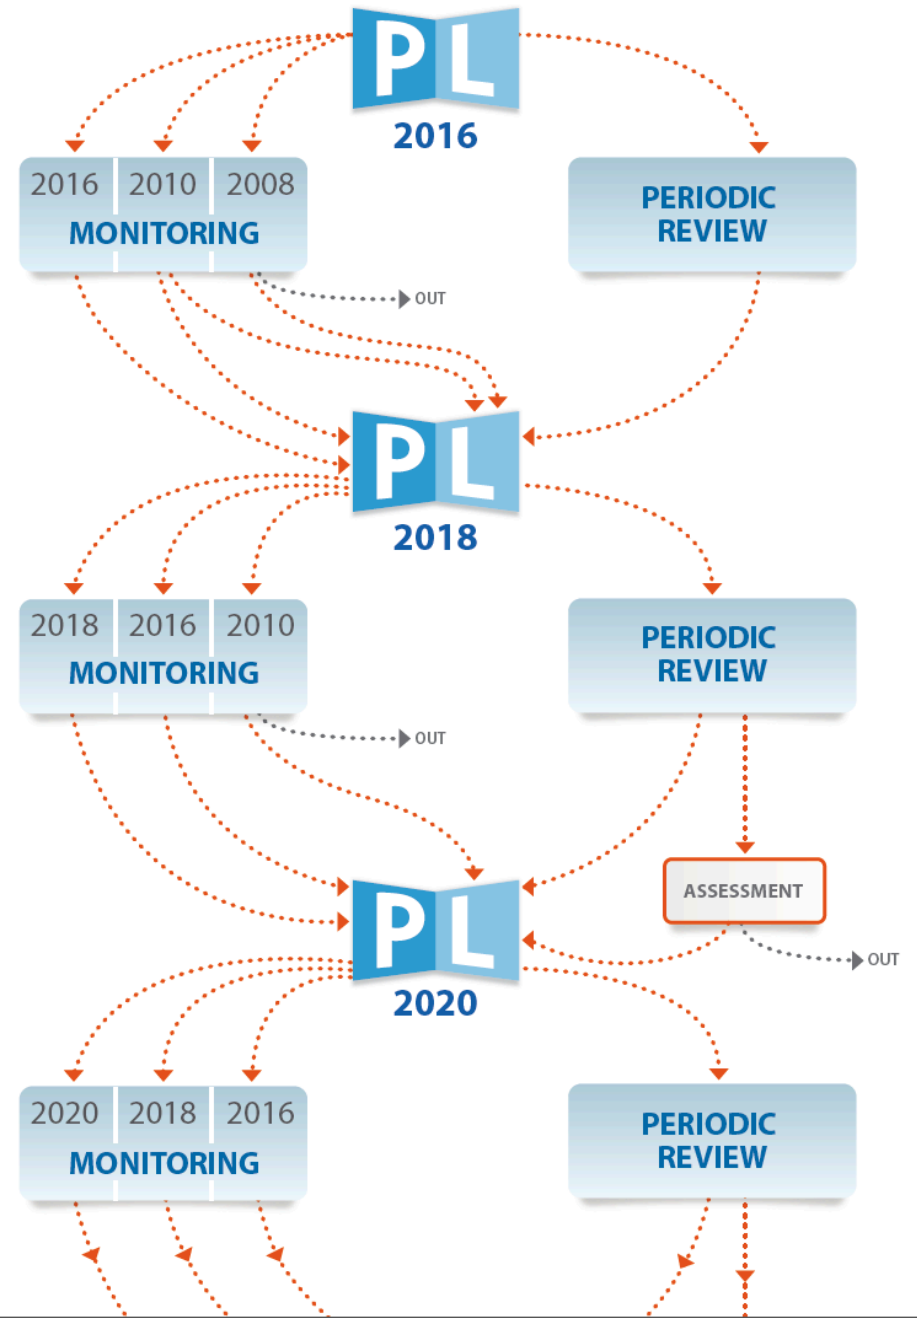 PL
2016
2016 2010 2008
MONITORING
PERIODIC
REVIEW
OUT
PL
2018
2018 2016 2010
MONITORING
PERIODIC
REVIEW
OUT
ASSESSMENT
PL
2020
OUT
2020 2018 2016
MONITORING
PERIODIC
REVIEW